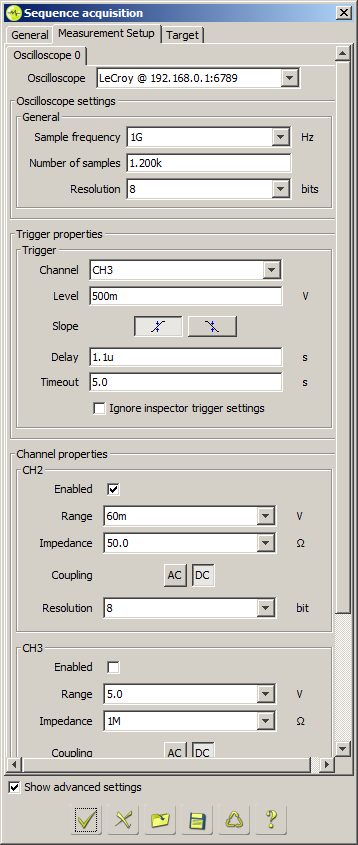 Sequence acquisition
General Measurement Setup Target
Oscilloscope 0
Oscilloscope LeCroy @ 192.168.0.1:6789
Oscilloscope settings
General
Sample frequency 1G Hz
Number of samples 1.200k
Resolution 8 bits
Trigger properties
Trigger
Channel CH3
Level 500m V
Slope
Delay 1.1u s
Timeout 5.0 s
Ignore inspector trigger settings
Channel properties
CH2
Enabled
Range 60m V
Impedance 50.0 Ω
Coupling AC DC
Resolution 8 bit
CH3
Enabled
Range 5.0 V
Impedance 1M Ω
Coupling AC DC
Show advanced settings
?